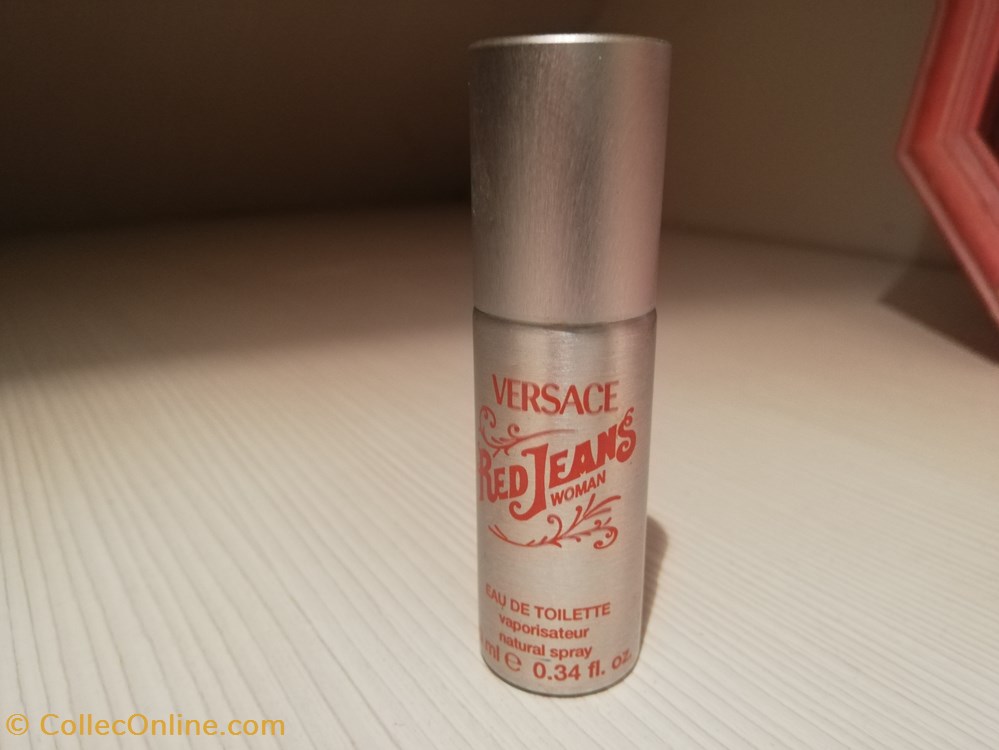 VERSACE
RED JEANS
WOMAN
EAU DE TOILETTE
vaporisateur
natural spray
ml ℮ 0.34 fl. oz.
© CollecOnline.com